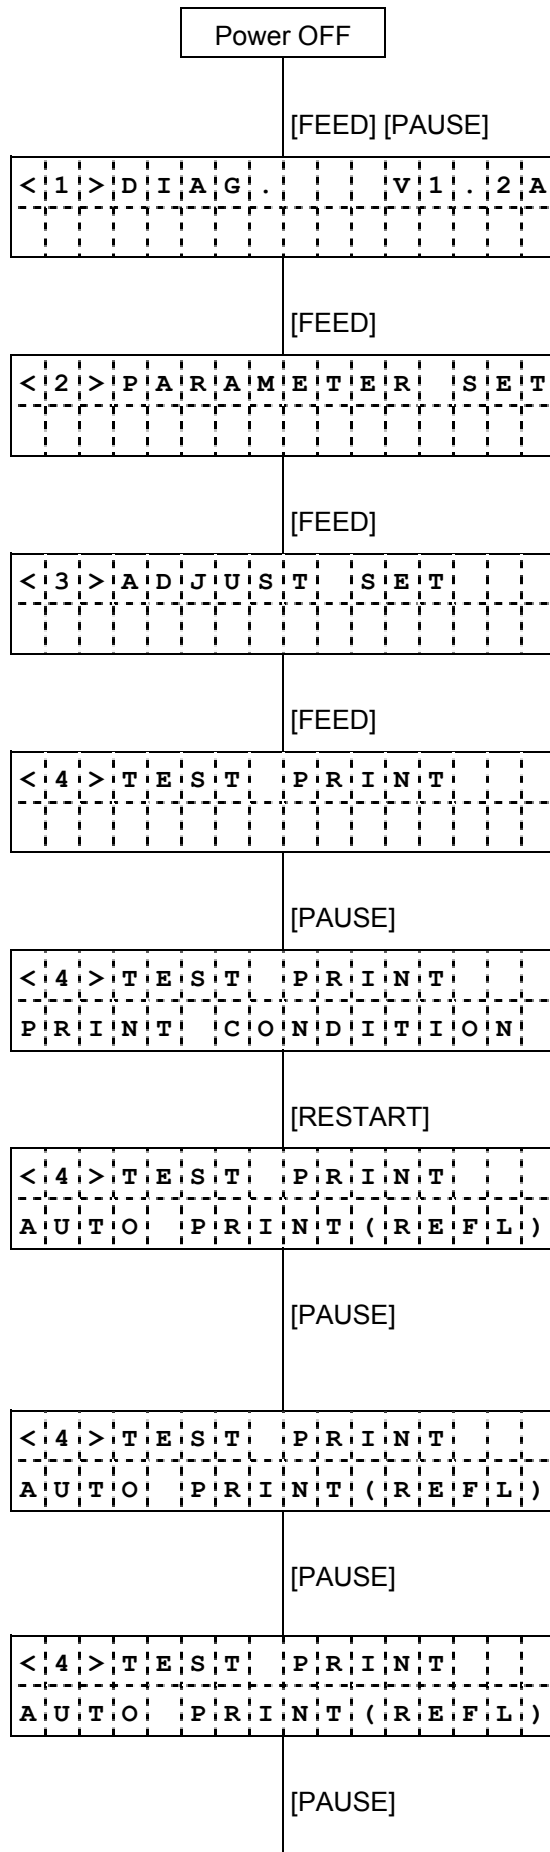 Power OFF
[FEED] [PAUSE]
<1>DIAG. V1.2A
[FEED]
<2>PARAMETER SET
[FEED]
<3>ADJUST SET
[FEED]
<4>TEST PRINT
[PAUSE]
<4>TEST PRINT
PRINT CONDITION
[RESTART]
<4>TEST PRINT
AUTO PRINT(REFL)
[PAUSE]
<4>TEST PRINT
AUTO PRINT(REFL)
[PAUSE]
<4>TEST PRINT
AUTO PRINT(REFL)
[PAUSE]